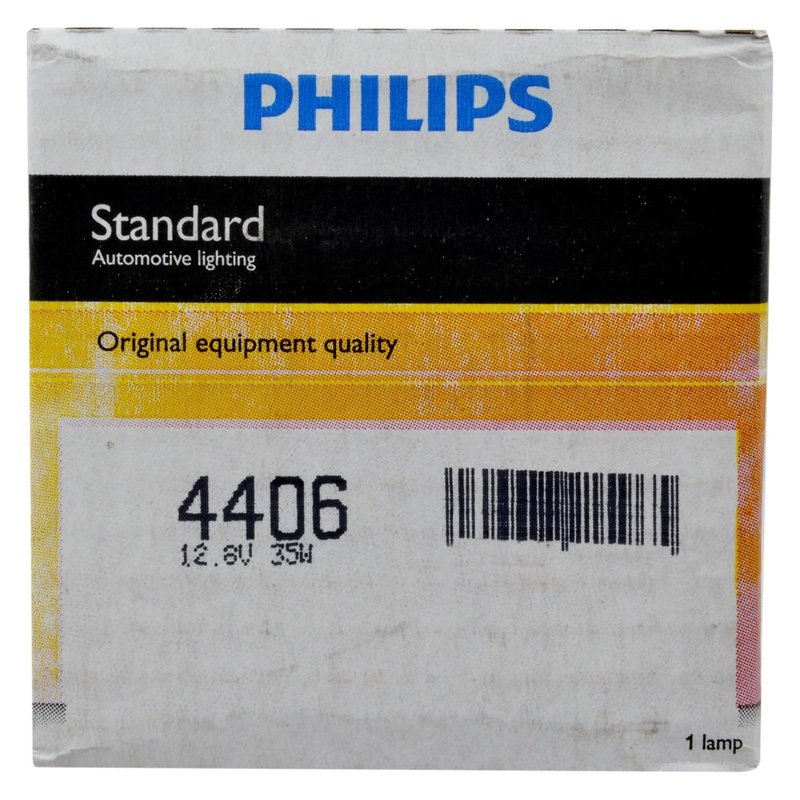 PHILIPS
Standard
Automotive lighting
Original equipment quality
4406
12.8V 35W
1 lamp